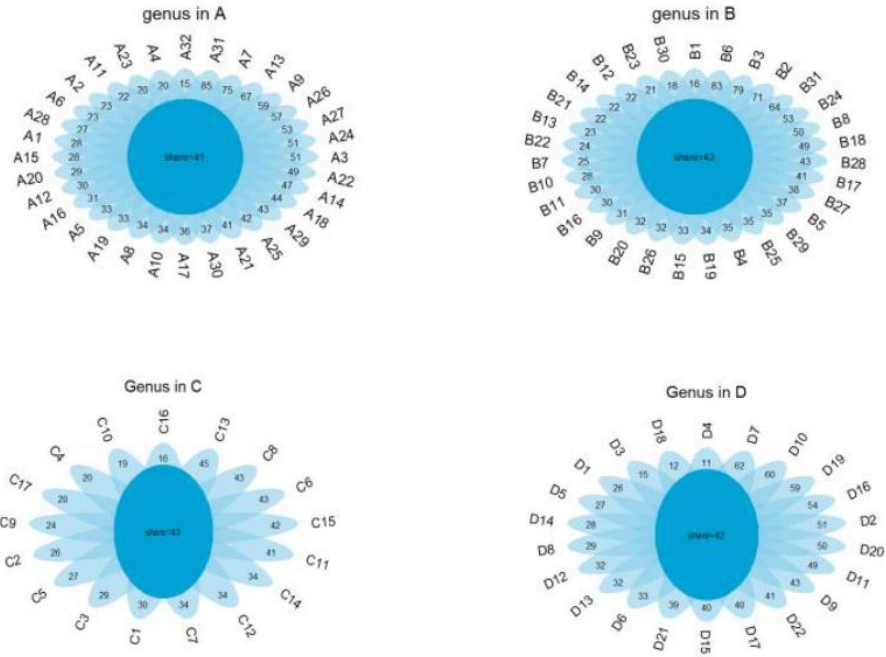 genus in A
A32
A31
A7
A13
A9
A26
A27
A24
A3
A22
A14
A18
A29
A25
A21
A30
A17
A10
A8
A19
A5
A16
A12
A20
A15
A1
A28
A6
A2
A11
A23
A4
15
85
75
67
59
57
53
51
51
49
47
44
43
42
41
37
36
34
34
33
33
31
30
29
28
28
27
23
23
22
20
20
share=41
genus in B
B1
B6
B3
B2
B31
B24
B8
B18
B28
B17
B27
B5
B29
B25
B4
B19
B15
B26
B20
B9
B16
B11
B10
B7
B22
B13
B21
B14
B12
B23
B30
16
83
79
71
64
53
50
49
43
41
38
37
35
35
35
34
33
32
32
31
30
30
28
25
24
23
22
22
22
21
18
share=43
Genus in C
C16
C13
C8
C6
C15
C11
C14
C12
C7
C1
C3
C5
C2
C9
C17
C4
C10
16
45
43
43
42
41
34
34
34
30
29
27
26
24
20
20
19
share=43
Genus in D
D4
D7
D10
D19
D16
D2
D20
D11
D9
D22
D17
D15
D21
D6
D13
D12
D8
D14
D5
D1
D3
D18
11
62
60
59
54
51
50
49
43
41
40
40
39
33
32
32
29
28
27
26
15
12
share=42